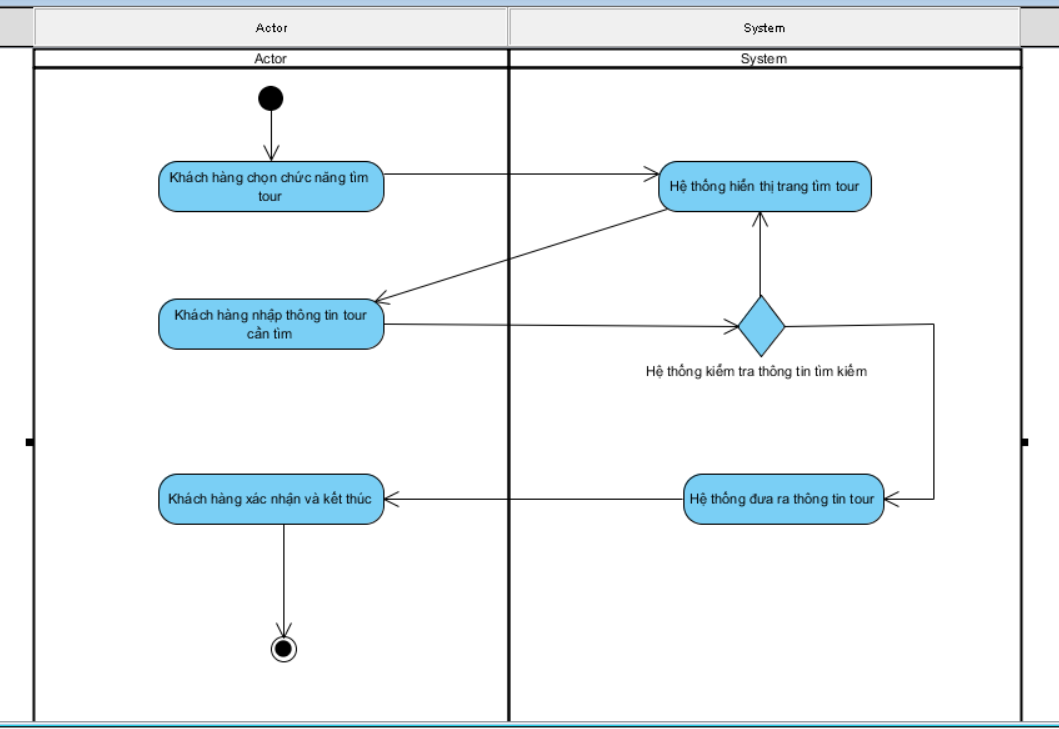 Actor
System
Actor
System
Khách hàng chọn chức năng tìm
tour
Hệ thống hiển thị trang tìm tour
Khách hàng nhập thông tin tour
cần tìm
Hệ thống kiểm tra thông tin tìm kiếm
Khách hàng xác nhận và kết thúc
Hệ thống đưa ra thông tin tour